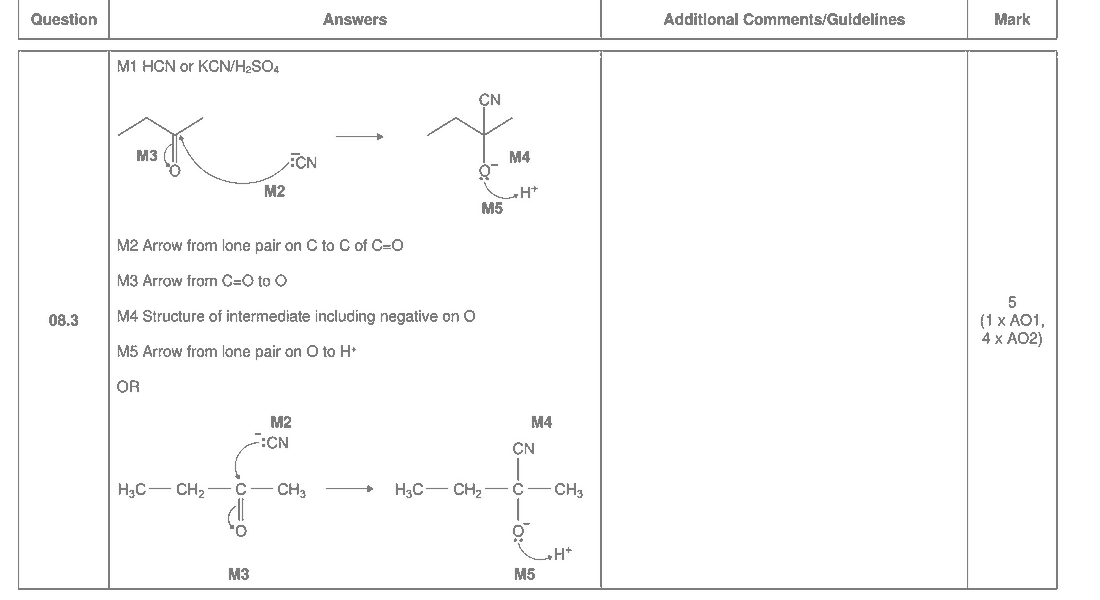 Question Answers Additional Comments/Guidelines Mark
M1 HCN or KCN/H₂SO₄
CN
M3 O
:CN
M2
M4
O⁻
H⁺
M5
M2 Arrow from lone pair on C to C of C=O
M3 Arrow from C=O to O
08.3
M4 Structure of intermediate including negative on O
5
(1 x AO1,
4 x AO2)
M5 Arrow from lone pair on O to H⁺
OR
M2 M4
⁻:CN CN
H₃C CH₂ C CH₃ H₃C CH₂ C CH₃
O O⁻
H⁺
M3 M5